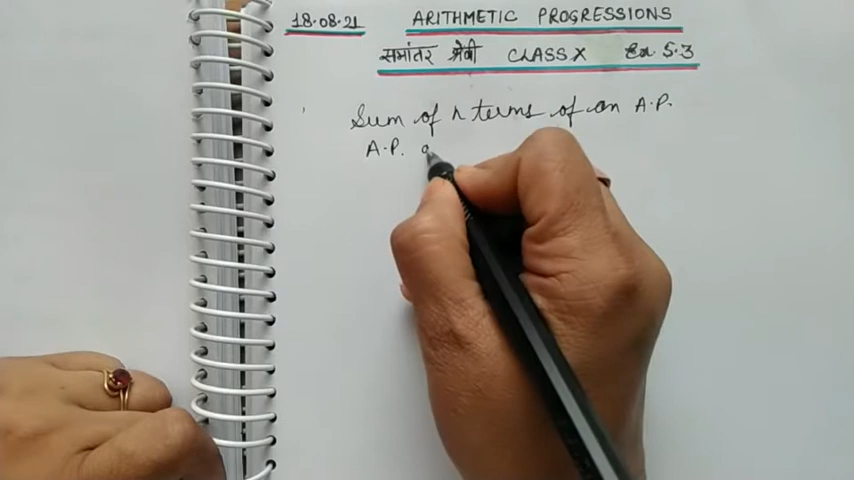 18.08.21 ARITHMETIC PROGRESSIONS
समांतर श्रेढी CLASS X Ex. 5.3
Sum of n terms of an A.P.
A.P. a